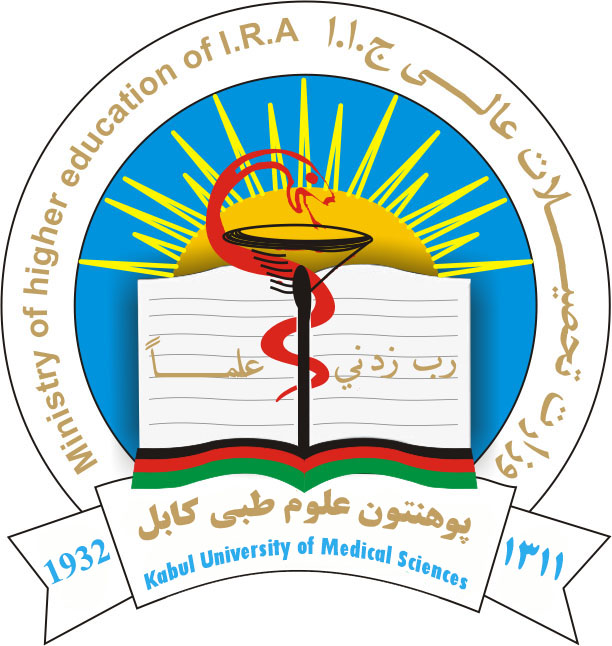 Ministry of higher education of I.R.A
وزارت تحصیلات عالی ج.ا.ا
رب زدني علماً
پوهنتون علوم طبی کابل
Kabul University of Medical Sciences
1932
۱۳۱۱